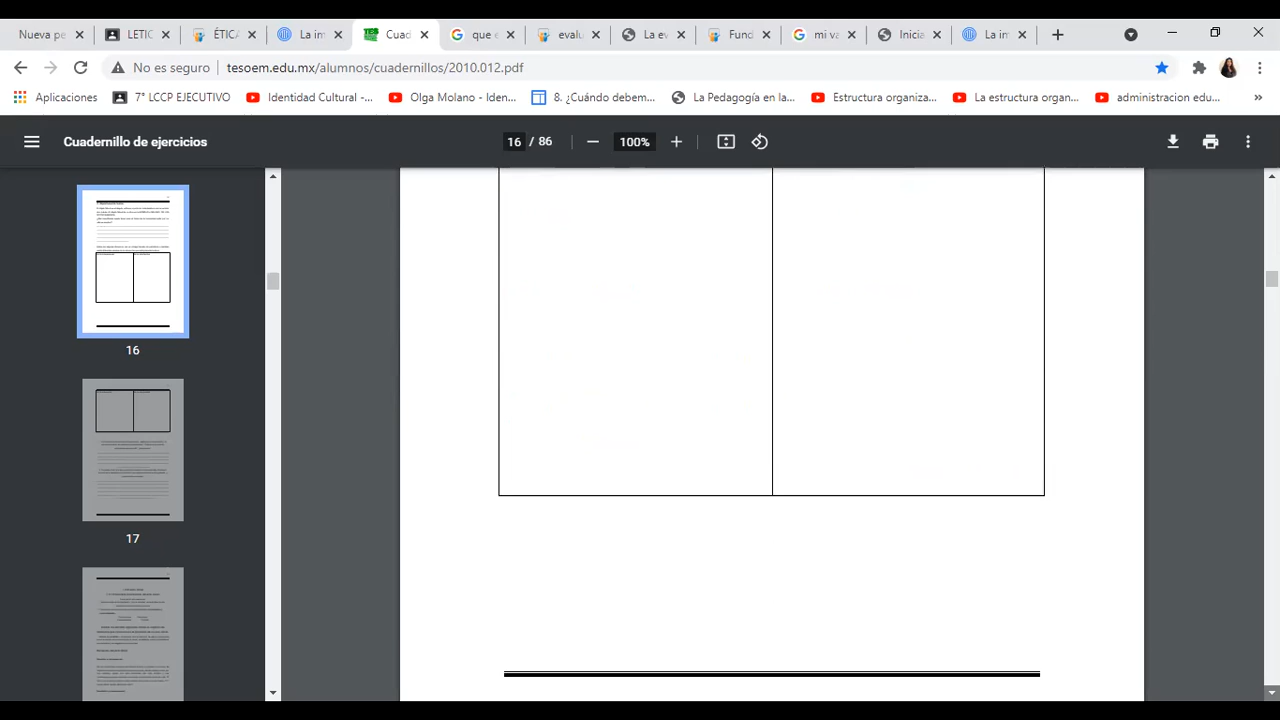 Nueva pe
LETIC
ÉTICA
La im
Cuad
que e
evalu
La ev
Fund
mi va
Inicia
La im
No es seguro
tesoem.edu.mx/alumnos/cuadernillos/2010.012.pdf
Aplicaciones
7° LCCP EJECUTIVO
Identidad Cultural -...
Olga Molano - Iden...
8. ¿Cuándo debem...
La Pedagogía en la...
Estructura organiza...
La estructura organ...
administracion edu...
»
Cuadernillo de ejercicios
16 / 86
100%
16
17